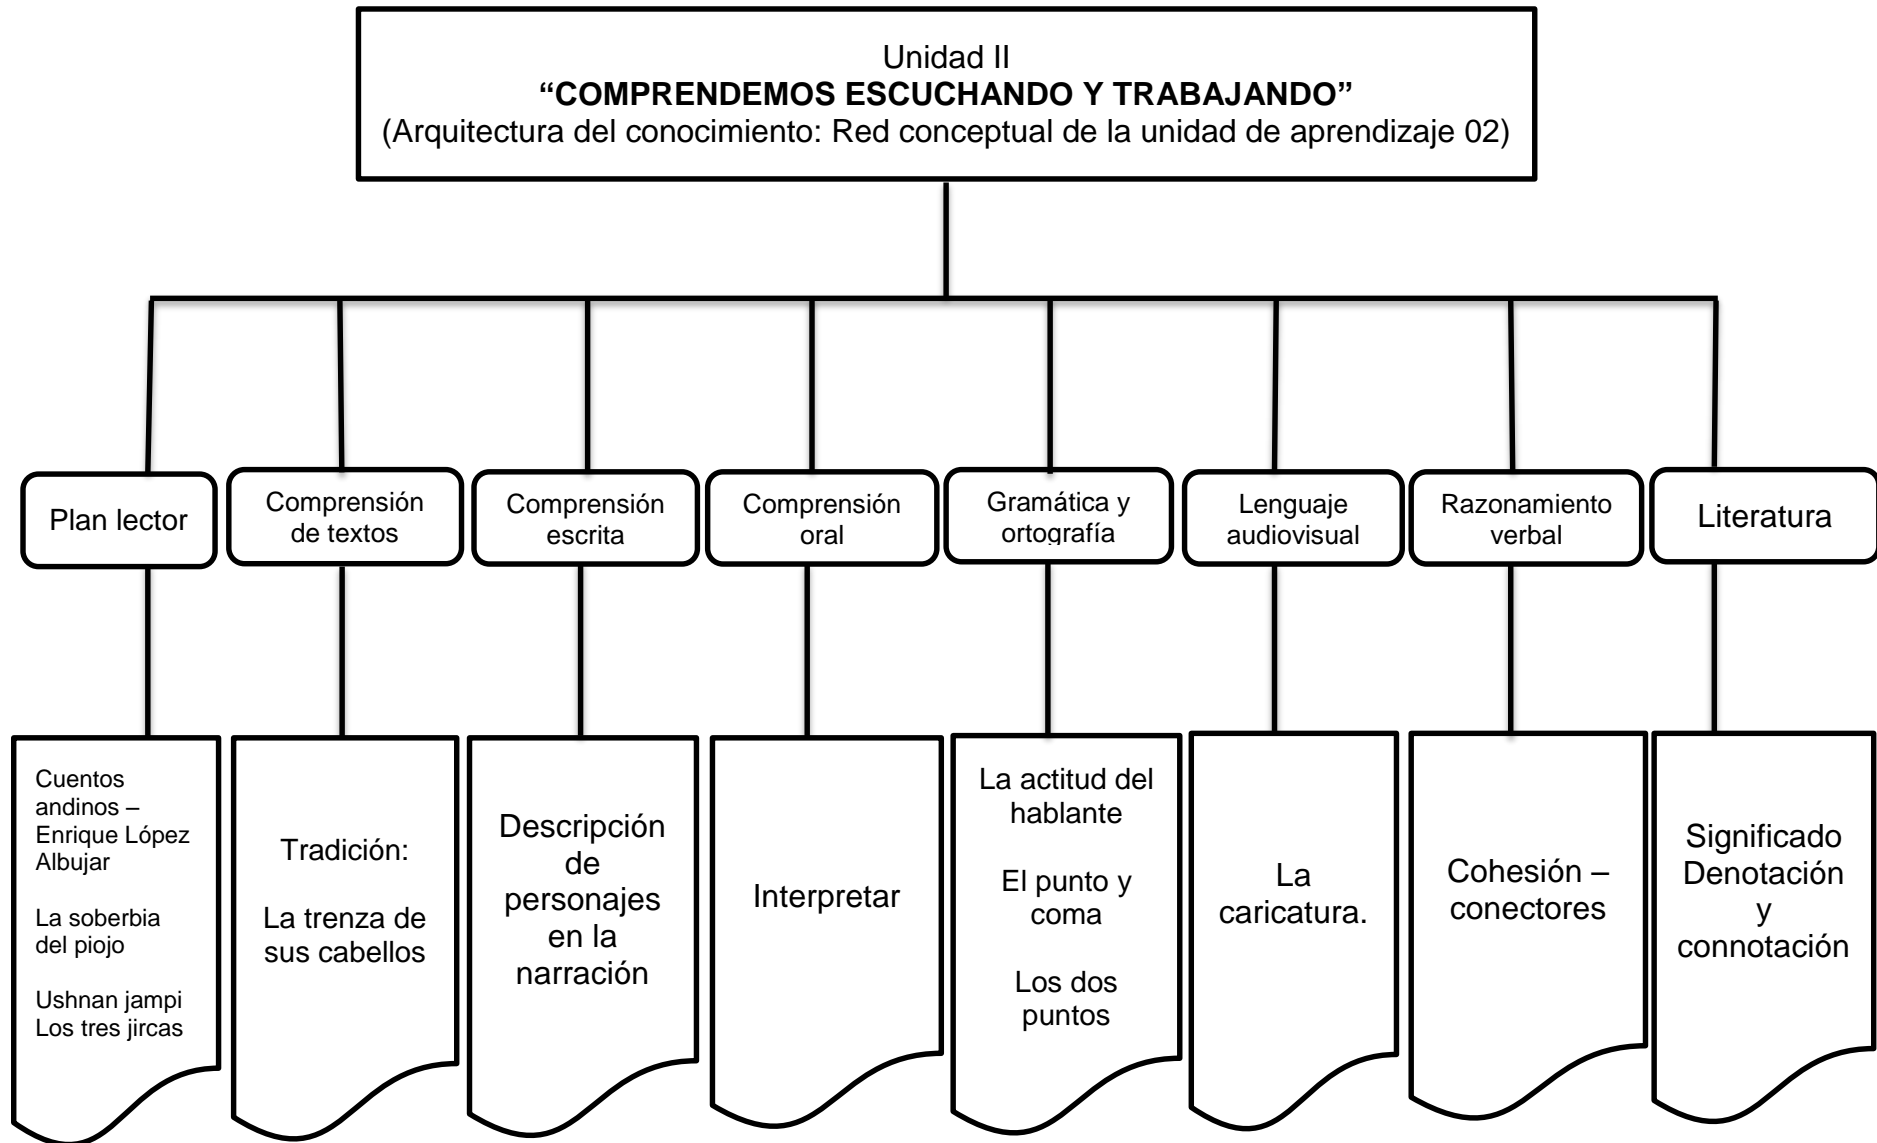 Unidad II
“COMPRENDEMOS ESCUCHANDO Y TRABAJANDO”
(Arquitectura del conocimiento: Red conceptual de la unidad de aprendizaje 02)
Plan lector
Comprensión
de textos
Comprensión
escrita
Comprensión
oral
Gramática y
ortografía
Lenguaje
audiovisual
Razonamiento
verbal
Literatura
Cuentos
andinos –
Enrique López
Albujar
La soberbia
del piojo
Ushnan jampi
Los tres jircas
Tradición:
La trenza de
sus cabellos
Descripción
de
personajes
en la
narración
Interpretar
La actitud del
hablante
El punto y
coma
Los dos
puntos
La
caricatura.
Cohesión –
conectores
Significado
Denotación
y
connotación